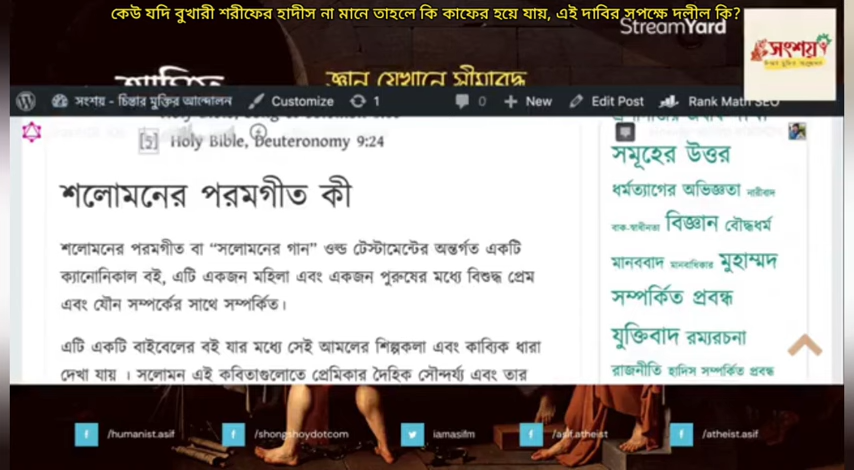 কেউ যদি বুখারী শরীফের হাদীস না মানে তাহলে কি কাফের হয়ে যায়, এই দাবির সপক্ষে দলীল কি?
StreamYard
সংশয়
জ্ঞান যেখানে সীমাবদ্ধ
সংশয় - চিন্তার মুক্তির আন্দোলন
Customize
1
0
New
Edit Post
Rank Math SEO
[5] Holy Bible, Deuteronomy 9:24
শলোমনের পরমগীত কী
শলোমনের পরমগীত বা “সলোমনের গান” ওল্ড টেস্টামেন্টের অন্তর্গত একটি
ক্যানোনিকাল বই, এটি একজন মহিলা এবং একজন পুরুষের মধ্যে বিশুদ্ধ প্রেম
এবং যৌন সম্পর্কের সাথে সম্পর্কিত।
এটি একটি বাইবেলের বই যার মধ্যে সেই আমলের শিল্পকলা এবং কাব্যিক ধারা
দেখা যায় । সলোমন এই কবিতাগুলোতে প্রেমিকার দৈহিক সৌন্দর্য্য এবং তার
সমূহের উত্তর
ধর্মত্যাগের অভিজ্ঞতা নারীবাদ
বাক-স্বাধীনতা বিজ্ঞান বৌদ্ধধর্ম
মানববাদ মানবাধিকার মুহাম্মদ
সম্পর্কিত প্রবন্ধ
যুক্তিবাদ রম্যরচনা
রাজনীতি হাদিস সম্পর্কিত প্রবন্ধ
/humanist.asif
/shongshoydotcom
iamasifm
/asif.atheist
/atheist.asif